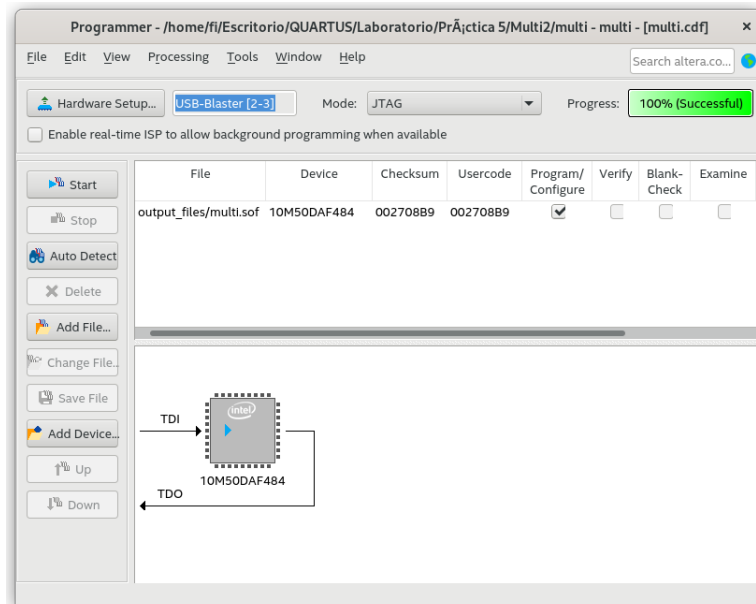 Programmer - /home/fi/Escritorio/QUARTUS/Laboratorio/PrÃ¡ctica 5/Multi2/multi - multi - [multi.cdf]
File Edit View Processing Tools Window Help
Search altera.co...
Hardware Setup... USB-Blaster [2-3] Mode: JTAG Progress: 100% (Successful)
Enable real-time ISP to allow background programming when available
Start
Stop
Auto Detect
Delete
Add File...
Change File..
Save File
Add Device..
Up
Down
File Device Checksum Usercode Program/ Verify Blank- Examine
Configure Check
output_files/multi.sof 10M50DAF484 002708B9 002708B9
intel
TDI
10M50DAF484
TDO